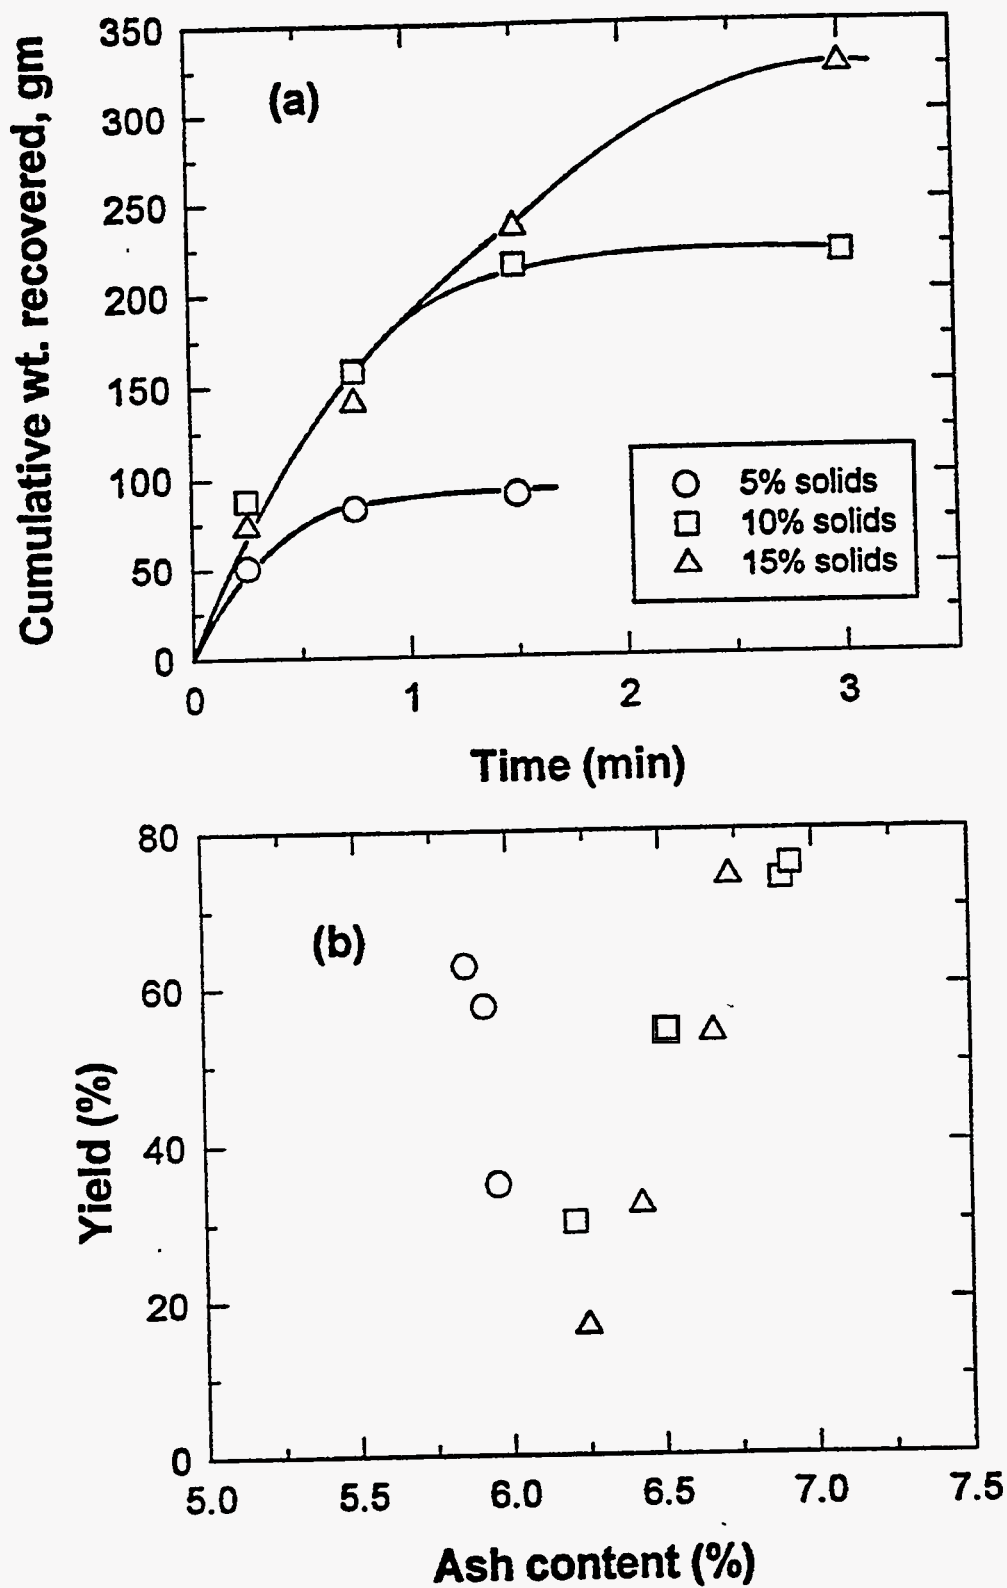 350
300
250
200
150
100
50
0
Cumulative wt. recovered, gm
(a)
5% solids
10% solids
15% solids
0 1 2 3
Time (min)
80
60
40
20
0
Yield (%)
(b)
5.0 5.5 6.0 6.5 7.0 7.5
Ash content (%)